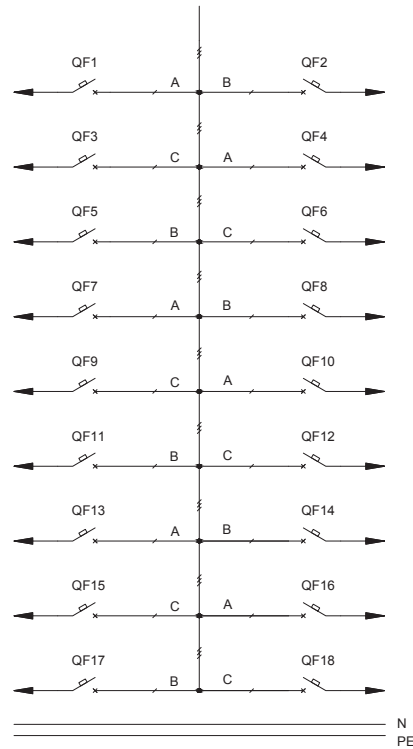 QF1 QF2
A B
QF3 QF4
C A
QF5 QF6
B C
QF7 QF8
A B
QF9 QF10
C A
QF11 QF12
B C
QF13 QF14
A B
QF15 QF16
C A
QF17 QF18
B C
N
PE